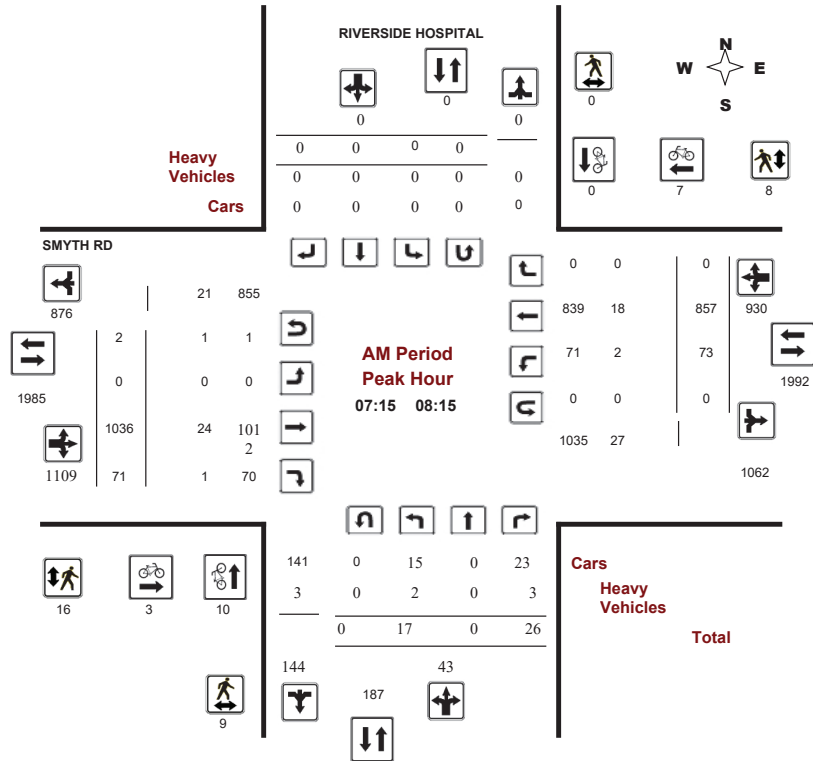 RIVERSIDE HOSPITAL
N
W E
S
0
0
0 0
0 0 0 0
Heavy
Vehicles
0 0 0 0 0
Cars
0 0 0 0 0
0 7 8
SMYTH RD
876
21 855
2 1 1
1985
0 0 0
1036 24 101
2
1109
71 1 70
AM Period
Peak Hour
07:15 08:15
0 0 0
839 18 857 930
71 2 73
1992
0 0 0
1035 27
1062
16 3 10
9
141 0 15 0 23 Cars
3 0 2 0 3 Heavy
Vehicles
0 17 0 26 Total
144 43
187